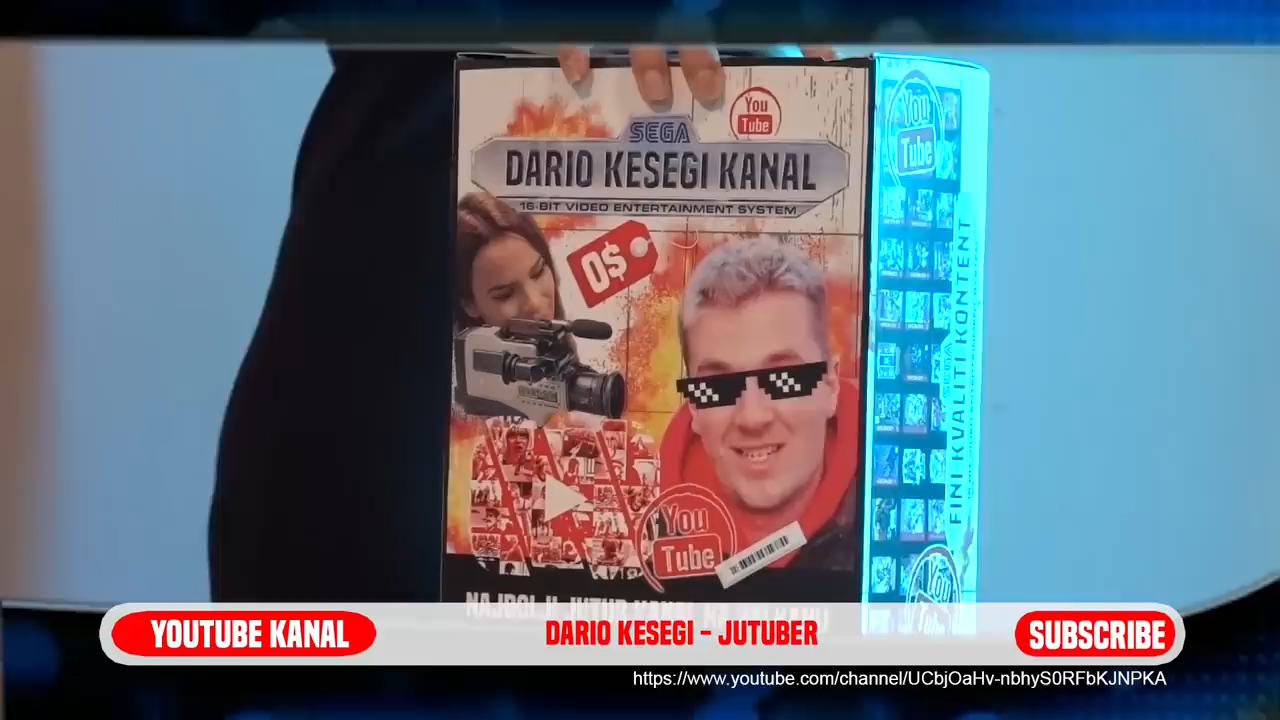 You
Tube
SEGA
DARIO KESEGI KANAL
16-BIT VIDEO ENTERTAINMENT SYSTEM
0$
You
Tube
You
Tube
FINI KVALITI KONTENT
You
YOUTUBE KANAL
DARIO KESEGI - JUTUBER
SUBSCRIBE
https://www.youtube.com/channel/UCbjOaHv-nbhyS0RFbKJNPKA